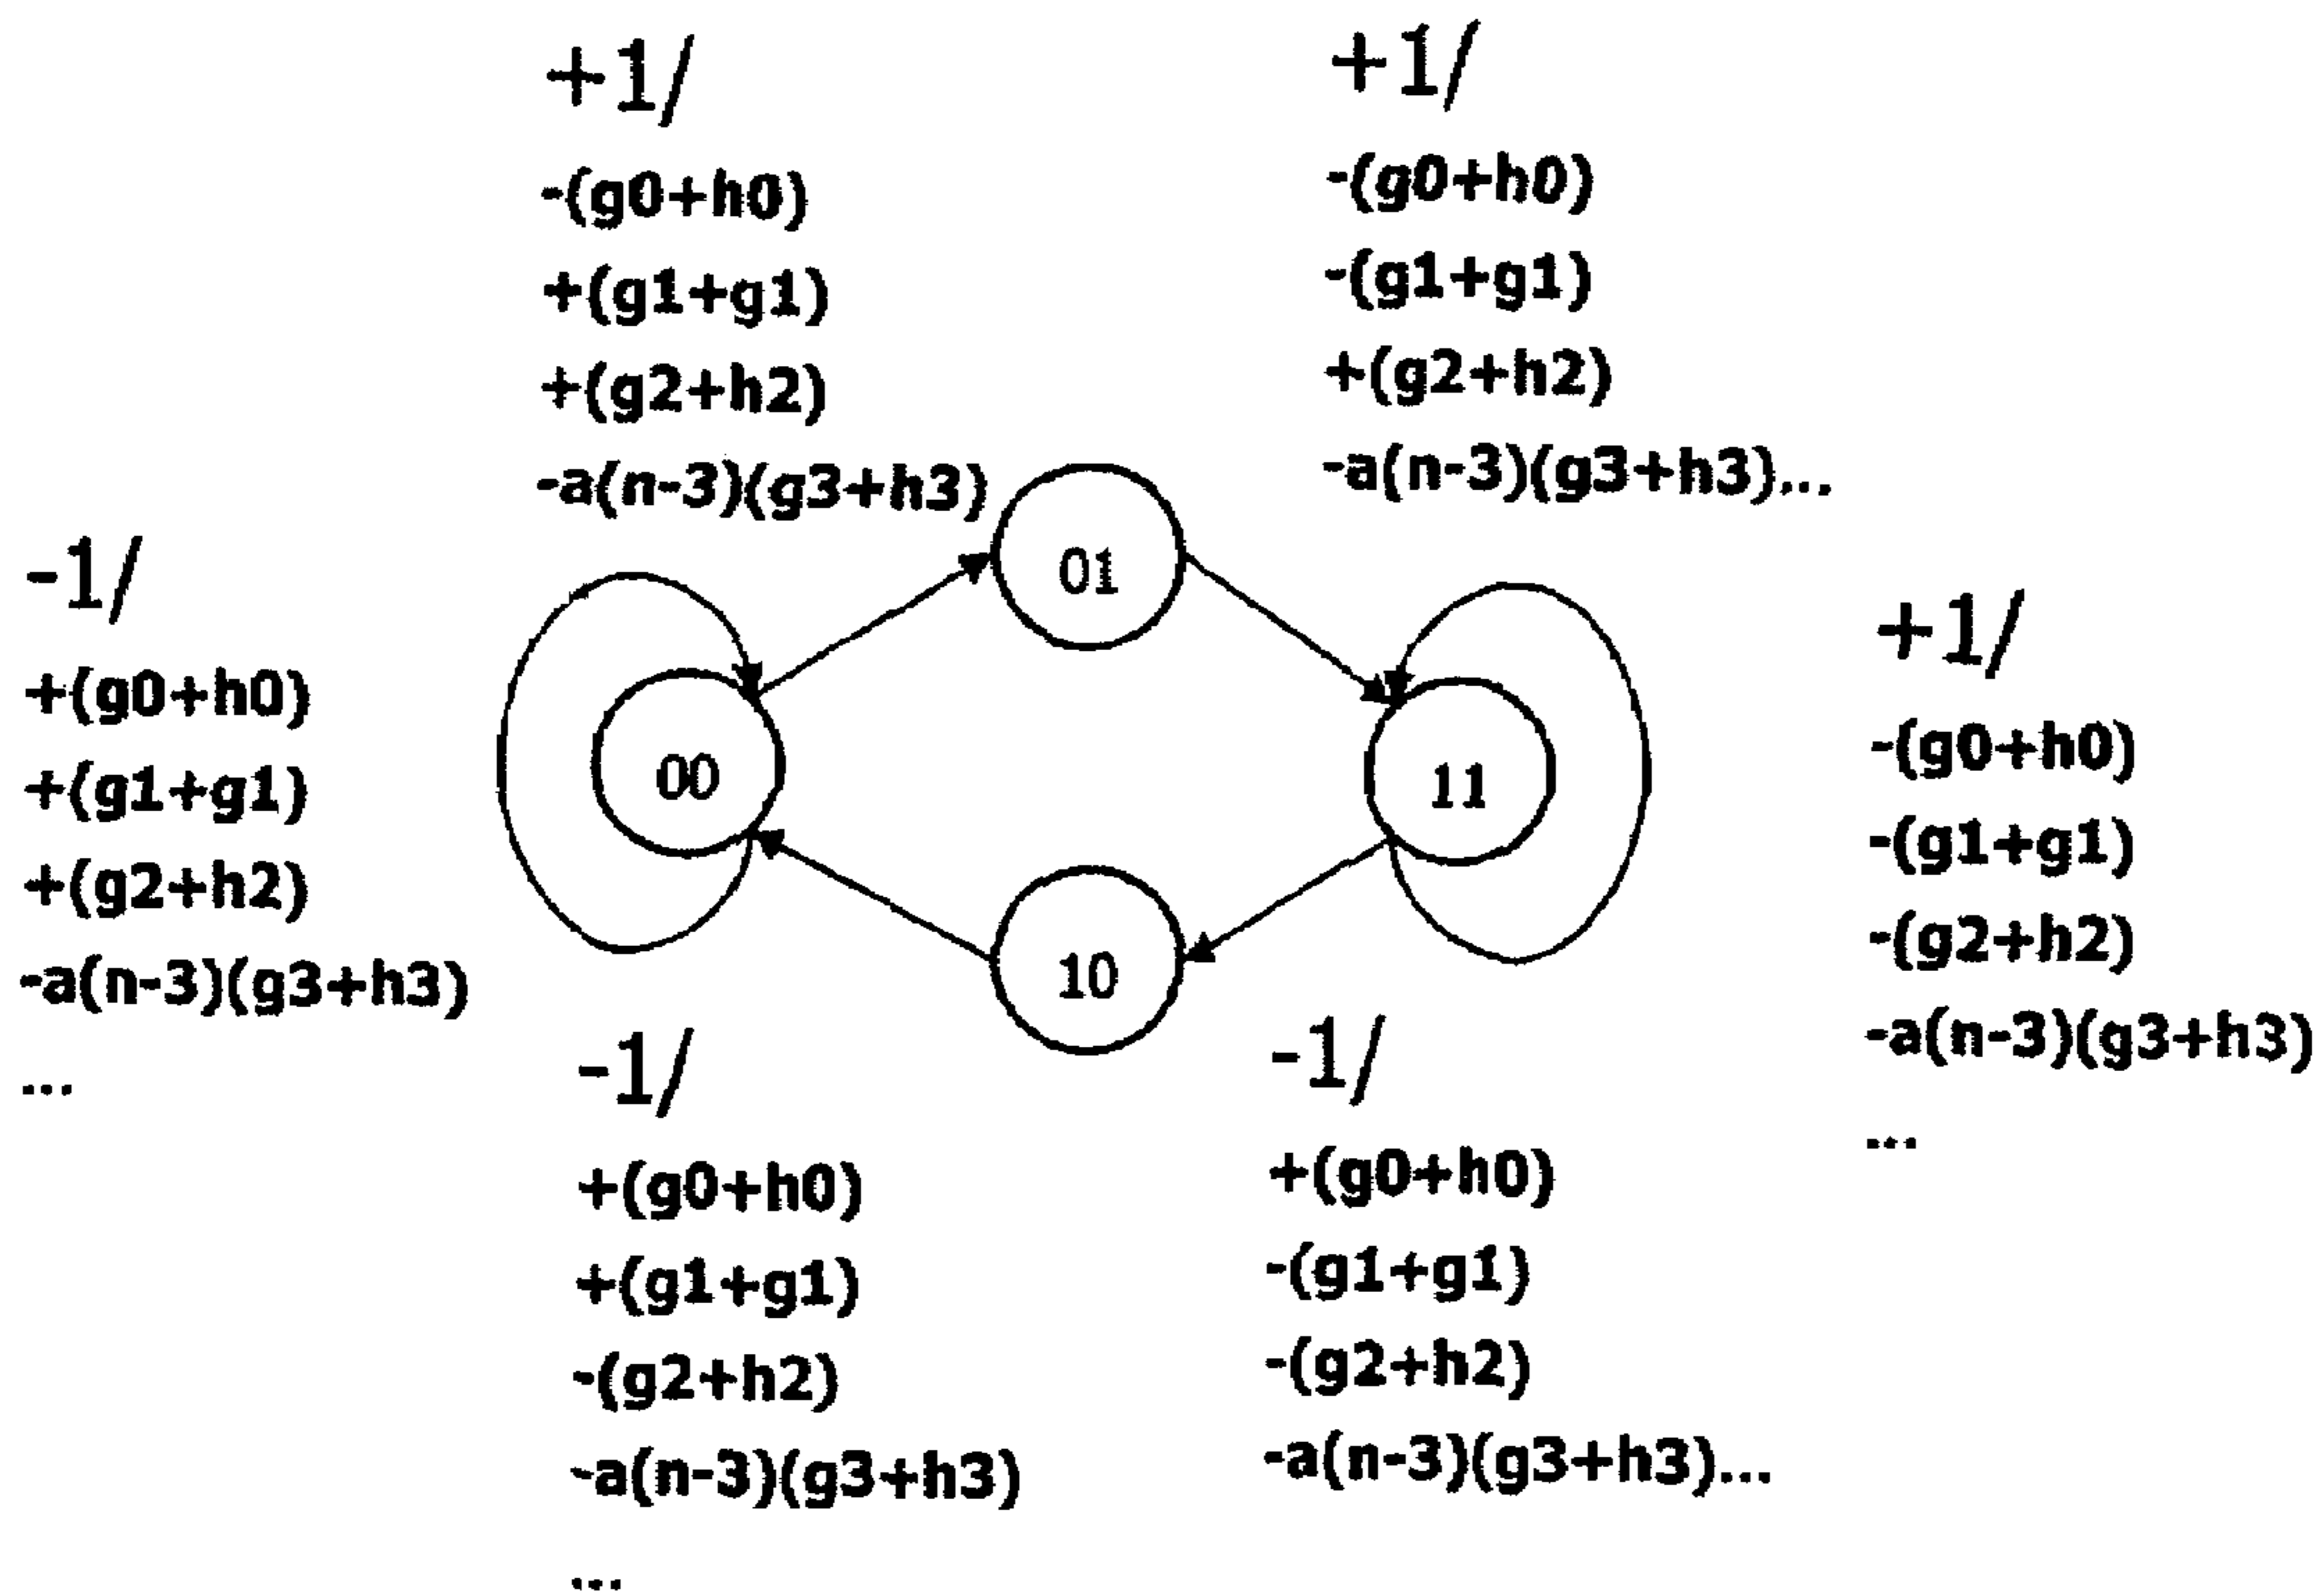 +1/
-(g0+h0)
+(g1+g1)
+(g2+h2)
-a(n-3)(g3+h3)
+1/
-(g0+h0)
-(g1+g1)
+(g2+h2)
-a(n-3)(g3+h3)...
01
-1/
+(g0+h0)
+(g1+g1)
+(g2+h2)
-a(n-3)(g3+h3)
...
00
11
+1/
-(g0+h0)
-(g1+g1)
-(g2+h2)
-a(n-3)(g3+h3)
...
10
-1/
+(g0+h0)
+(g1+g1)
-(g2+h2)
-a(n-3)(g3+h3)
...
-1/
+(g0+h0)
-(g1+g1)
-(g2+h2)
-a(n-3)(g3+h3)...